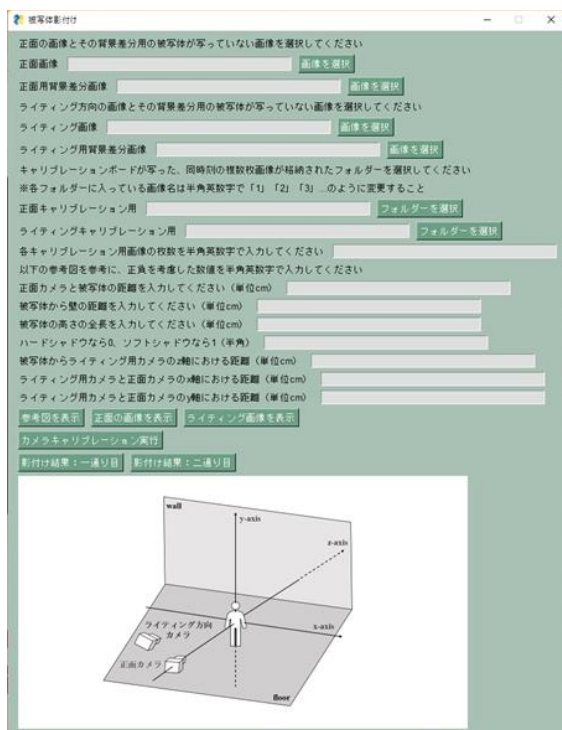 被写体影付け
正面の画像とその背景差分用の被写体が写っていない画像を選択してください
正面画像 画像を選択
正面用背景差分画像 画像を選択
ライティング方向の画像とその背景差分用の被写体が写っていない画像を選択してください
ライティング画像 画像を選択
ライティング用背景差分画像 画像を選択
キャリブレーションボードが写った、同時刻の複数枚画像が格納されたフォルダーを選択してください
※各フォルダーに入っている画像名は半角英数字で「1」「2」「3」…のように変更すること
正面キャリブレーション用 フォルダーを選択
ライティングキャリブレーション用 フォルダーを選択
各キャリブレーション用画像の枚数を半角英数字で入力してください
以下の参考図を参考に、正負を考慮した数値を半角英数字で入力してください
正面カメラと被写体の距離を入力してください（単位cm）
被写体から壁の距離を入力してください（単位cm）
被写体の高さの全長を入力してください（単位cm）
ハードシャドウなら0、ソフトシャドウなら1（半角）
被写体からライティング用カメラのz軸における距離（単位cm）
ライティング用カメラと正面カメラのx軸における距離（単位cm）
ライティング用カメラと正面カメラのy軸における距離（単位cm）
参考図を表示 正面の画像を表示 ライティング画像を表示
カメラキャリブレーション実行
影付け結果：一通り目 影付け結果：二通り目
wall
y-axis
z-axis
x-axis
ライティング方向
カメラ
正面カメラ
floor